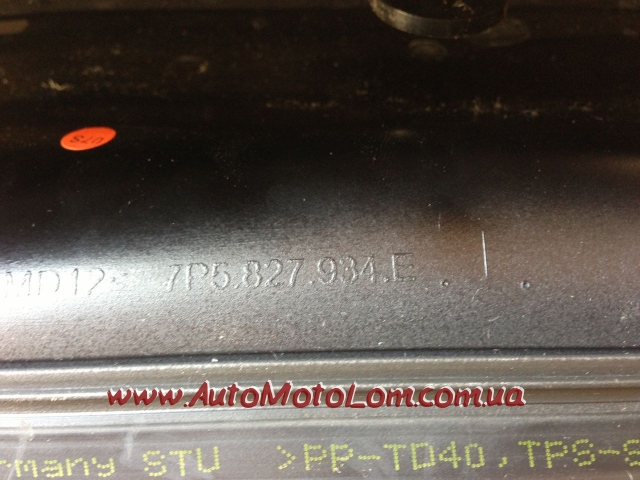 MD12 7P5.827.934.E . | .
www.AutoMotoLom.com.ua
rmany STU >PP-TD40, TPS-S